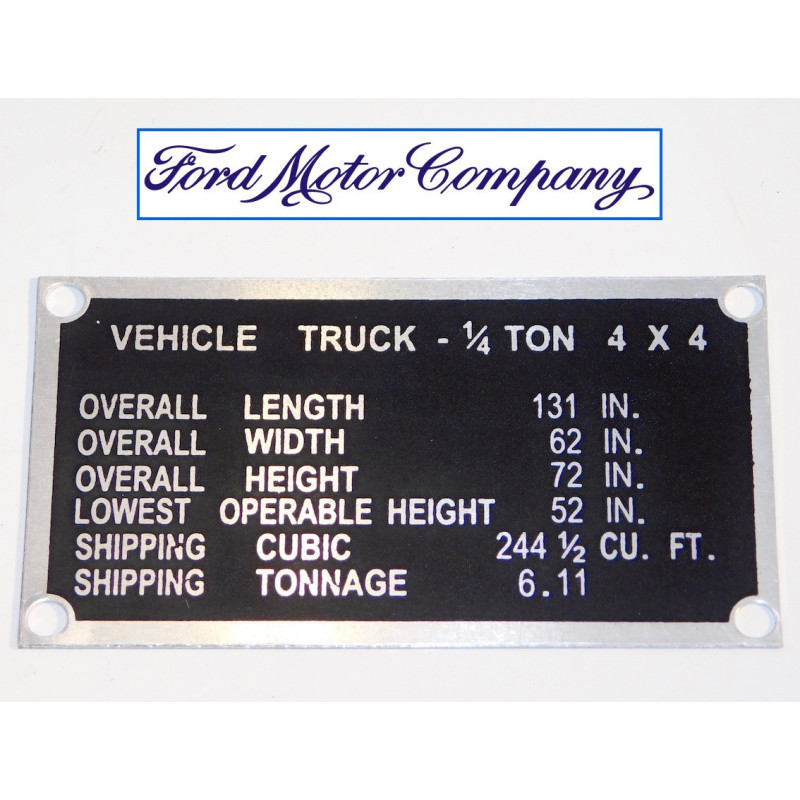 Ford Motor Company
VEHICLE TRUCK - ¼ TON 4 X 4
OVERALL LENGTH 131 IN.
OVERALL WIDTH 62 IN.
OVERALL HEIGHT 72 IN.
LOWEST OPERABLE HEIGHT 52 IN.
SHIPPING CUBIC 244 ½ CU. FT.
SHIPPING TONNAGE 6.11